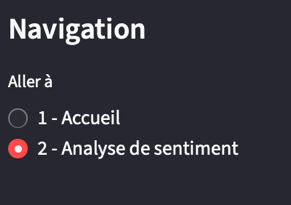 Navigation
Aller à
1 - Accueil
2 - Analyse de sentiment